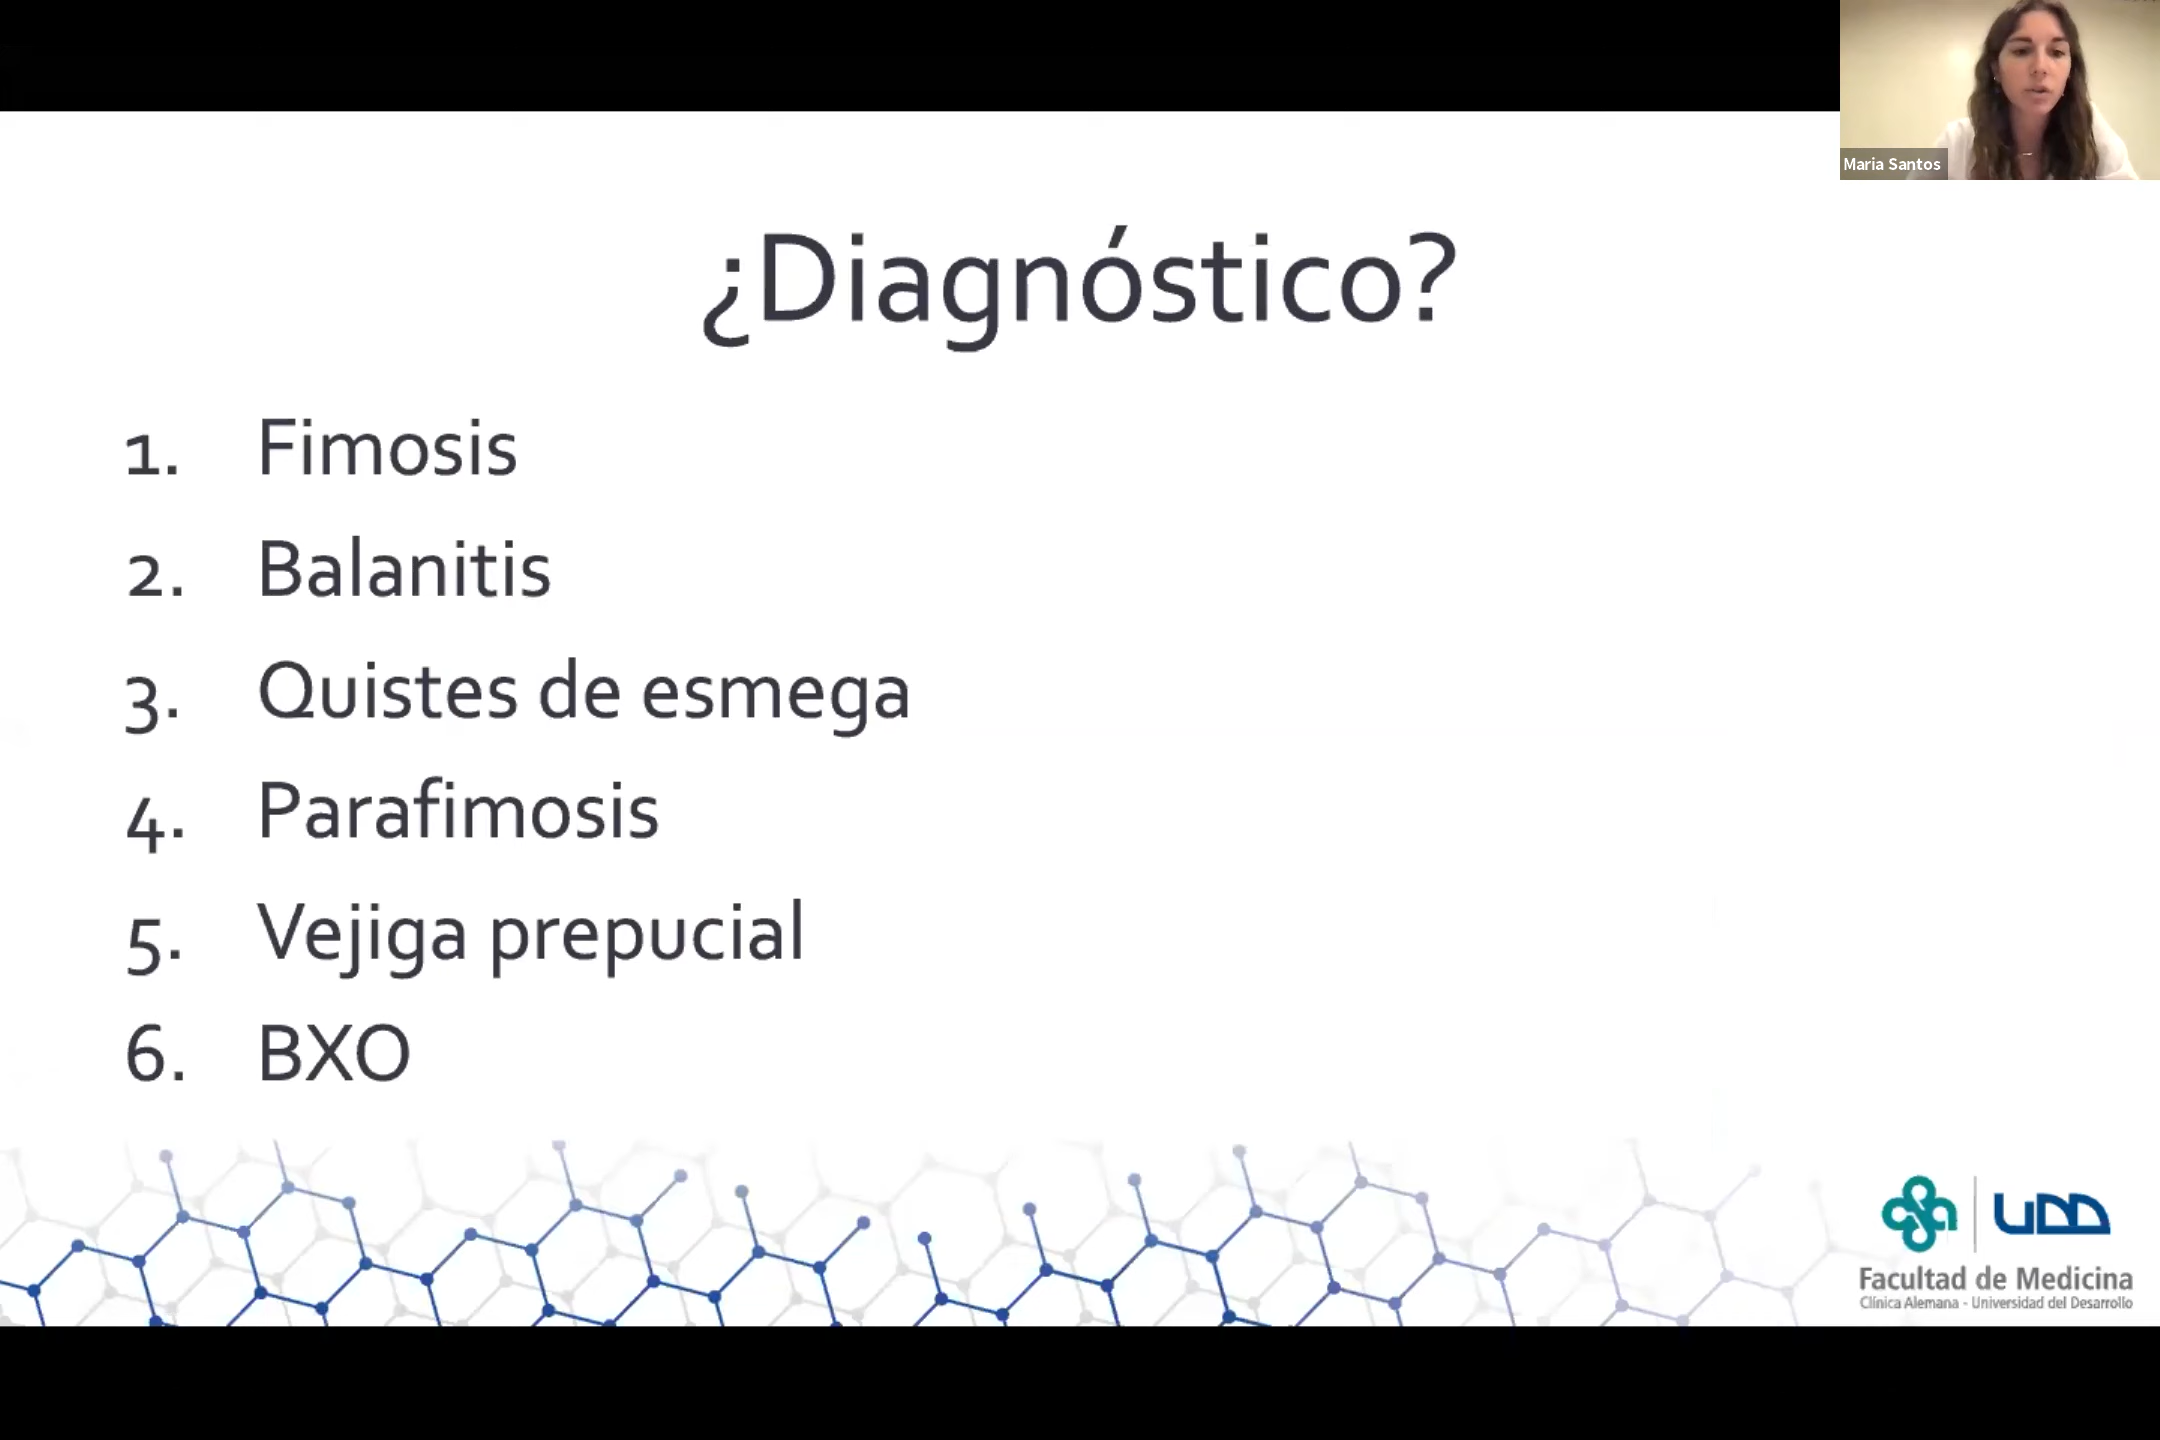 Maria Santos
¿Diagnóstico?
1. Fimosis
2. Balanitis
3. Quistes de esmega
4. Parafimosis
5. Vejiga prepucial
6. BXO
UDD
Facultad de Medicina
Clínica Alemana - Universidad del Desarrollo